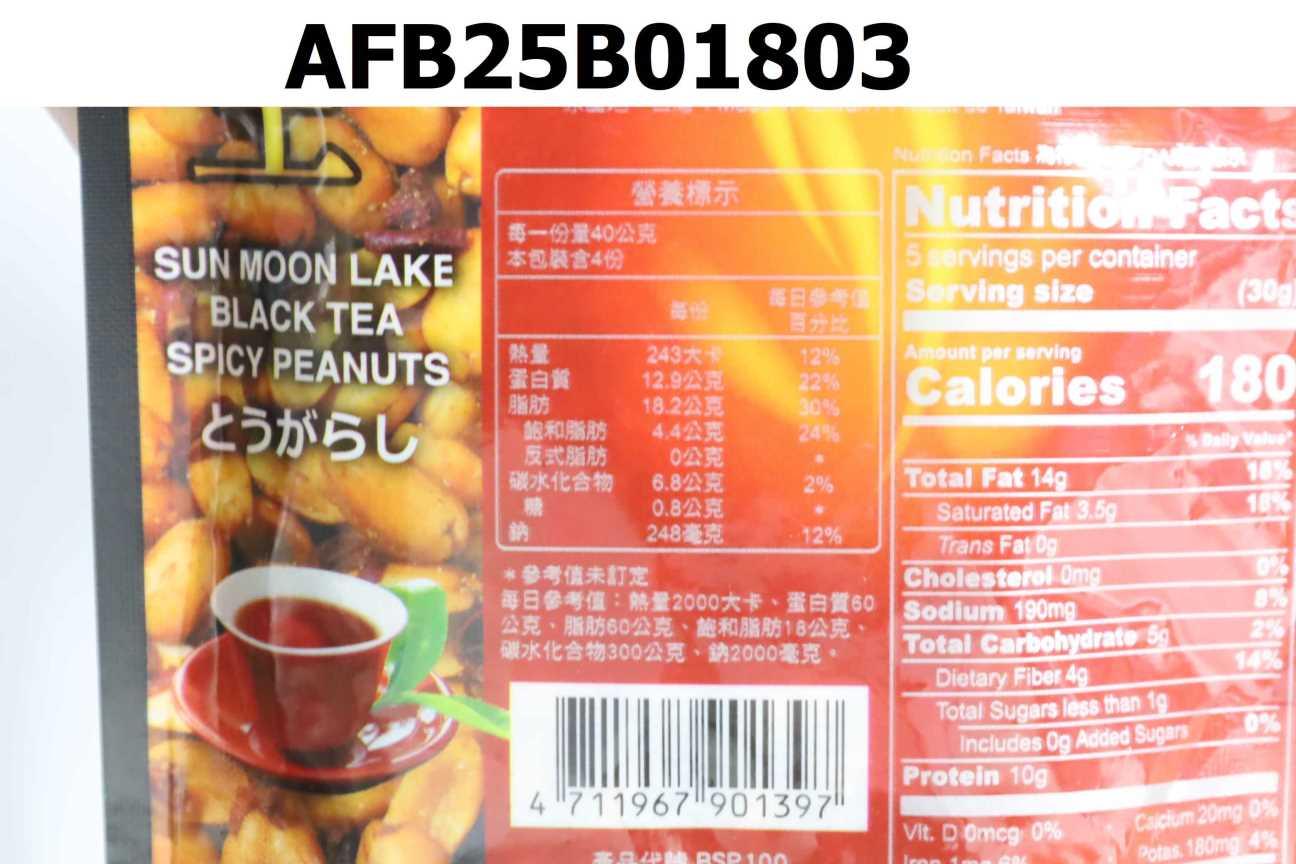 AFB25B01803
SUN MOON LAKE
BLACK TEA
SPICY PEANUTS
とうがらし
營養標示
每一份量40公克
本包裝含4份
每份 每日參考值百分比
熱量 243大卡 12%
蛋白質 12.9公克 22%
脂肪 18.2公克 30%
飽和脂肪 4.4公克 24%
反式脂肪 0公克 *
碳水化合物 6.8公克 2%
糖 0.8公克 *
鈉 248毫克 12%
*參考值未訂定
每日參考值：熱量2000大卡、蛋白質60
公克、脂肪60公克、飽和脂肪18公克、
碳水化合物300公克、鈉2000毫克。
4 711967 901397
產品代號 BSP100
Nutrition Facts
Nutrition Facts
5 servings per container
Serving size (30g)
Amount per serving
Calories 180
% Daily Value*
Total Fat 14g 18%
Saturated Fat 3.5g 18%
Trans Fat 0g
Cholesterol 0mg 0%
Sodium 190mg 8%
Total Carbohydrate 5g 2%
Dietary Fiber 4g 14%
Total Sugars less than 1g
Includes 0g Added Sugars 0%
Protein 10g
Vit. D 0mcg 0% Calcium 20mg 0%
Iron 1mg 6% Potas. 180mg 4%